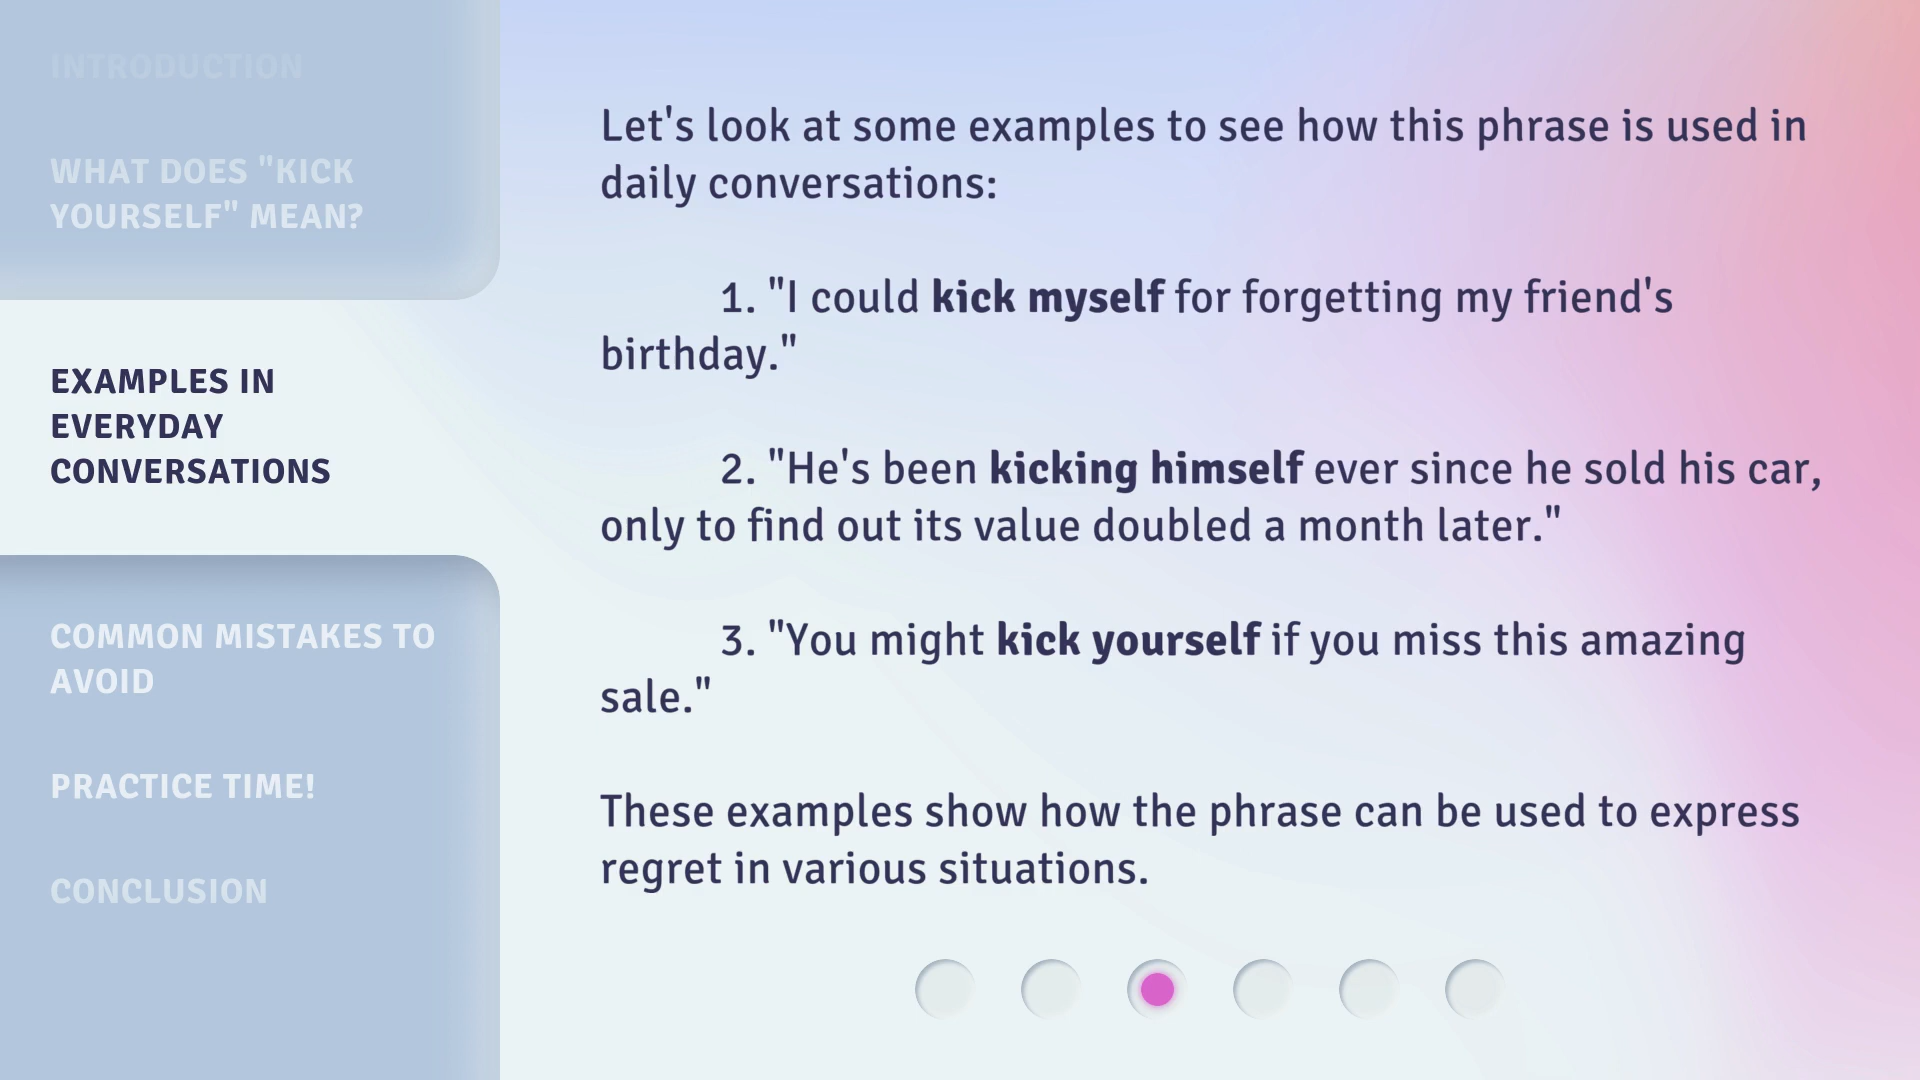 INTRODUCTION
WHAT DOES "KICK
YOURSELF" MEAN?
EXAMPLES IN
EVERYDAY
CONVERSATIONS
COMMON MISTAKES TO
AVOID
PRACTICE TIME!
CONCLUSION
Let's look at some examples to see how this phrase is used in
daily conversations:
1. "I could kick myself for forgetting my friend's
birthday."
2. "He's been kicking himself ever since he sold his car,
only to find out its value doubled a month later."
3. "You might kick yourself if you miss this amazing
sale."
These examples show how the phrase can be used to express
regret in various situations.